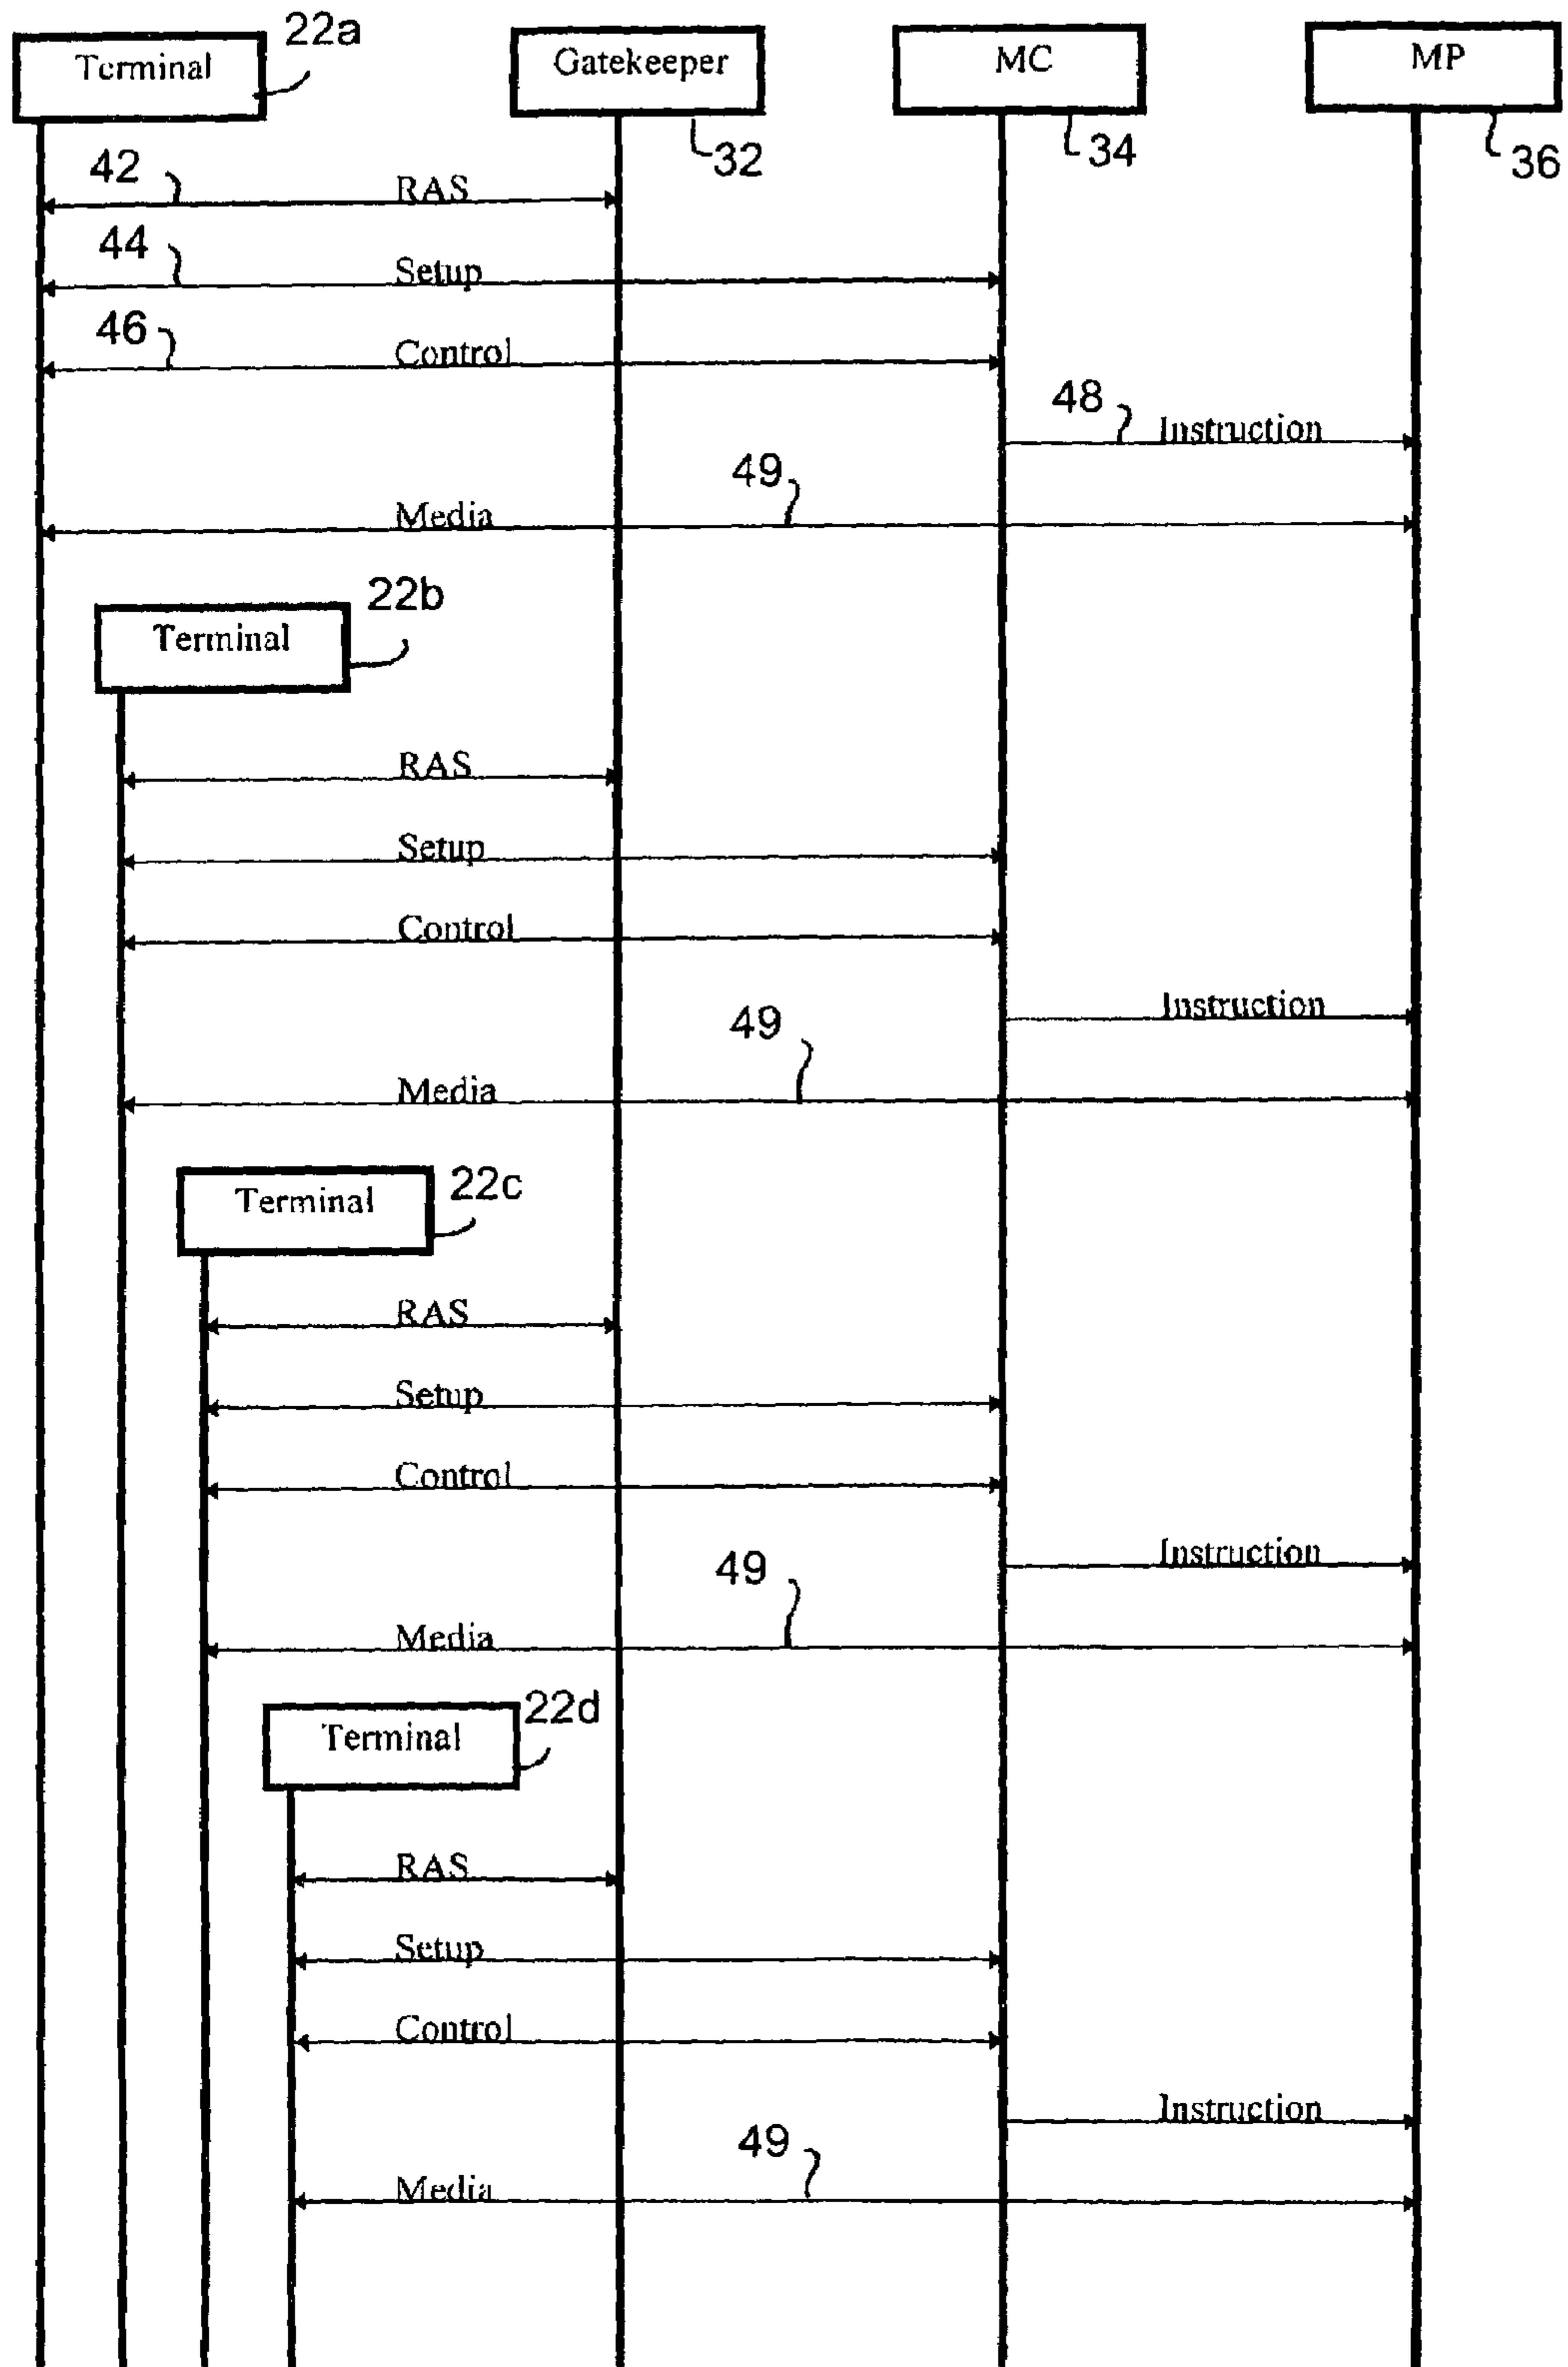 22a
Terminal
Gatekeeper
MC
MP
32
34
36
42
RAS
44
Setup
46
Control
48
Instruction
49
Media
22b
Terminal
RAS
Setup
Control
Instruction
49
Media
22c
Terminal
RAS
Setup
Control
Instruction
49
Media
22d
Terminal
RAS
Setup
Control
Instruction
49
Media